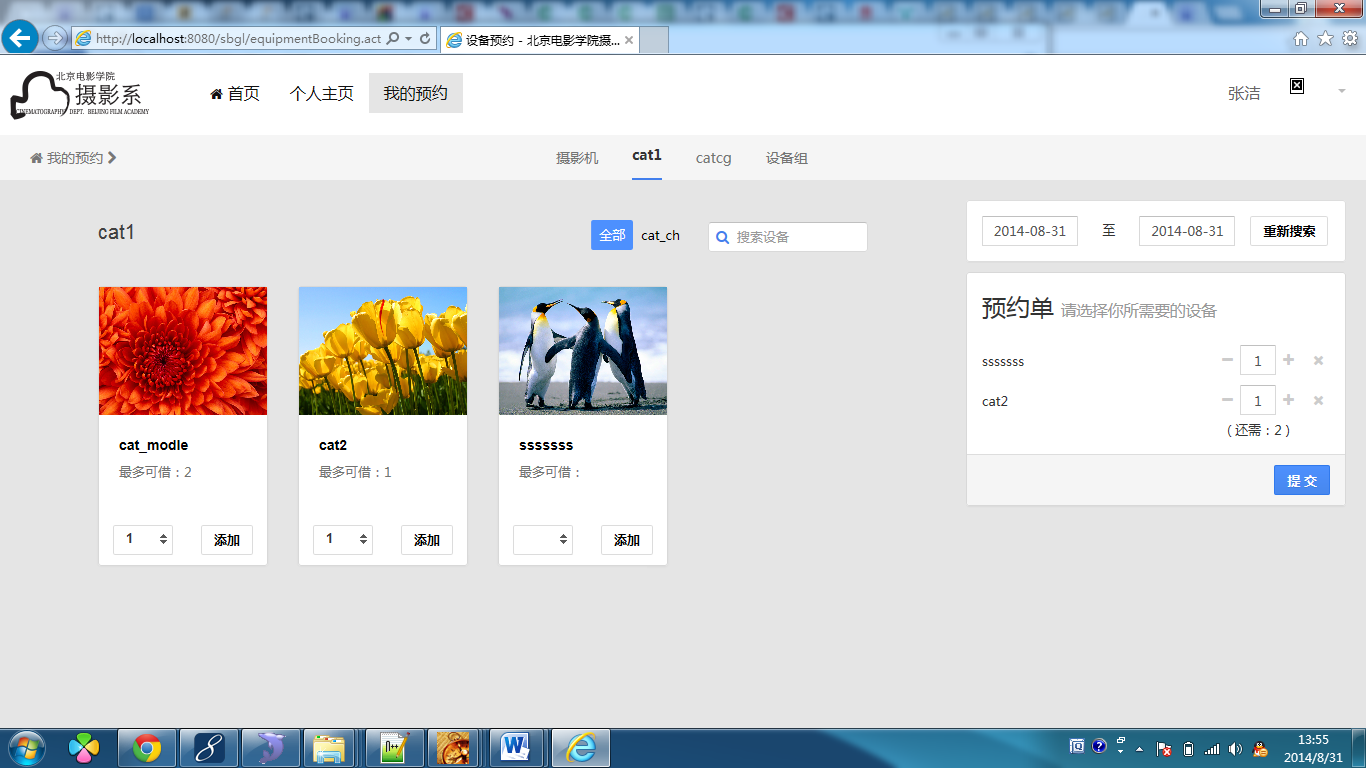 http://localhost:8080/sbgl/equipmentBooking.act
设备预约 - 北京电影学院摄...
北京电影学院
摄影系
CINEMATOGRAPHY DEPT. BEIJING FILM ACADEMY
首页
个人主页
我的预约
张洁
我的预约
摄影机
cat1
catcg
设备组
cat1
全部
cat_ch
搜索设备
2014-08-31
至
2014-08-31
重新搜索
预约单 请选择你所需要的设备
sssssss
1
cat2
1
( 还需：2 )
提 交
cat_modle
最多可借：2
1
添加
cat2
最多可借：1
1
添加
sssssss
最多可借：
添加
13:55
2014/8/31